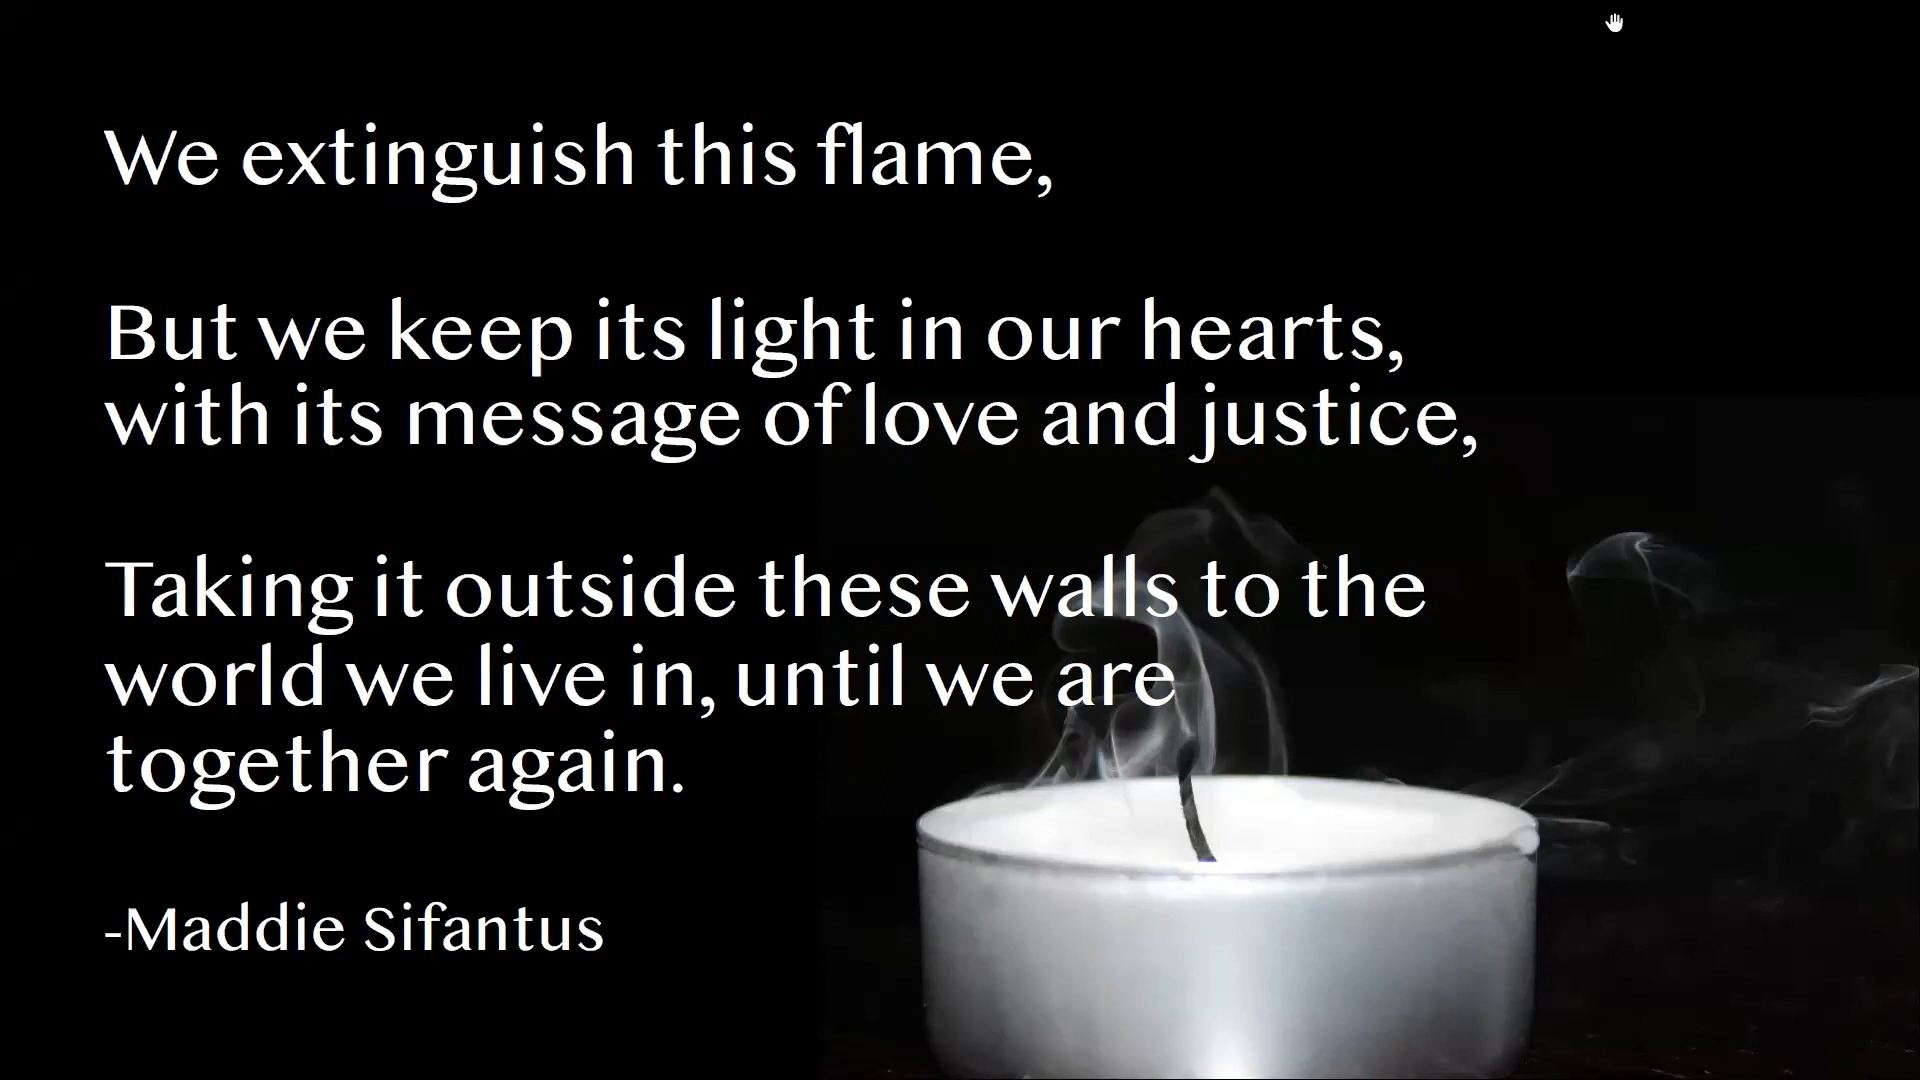 We extinguish this flame,
But we keep its light in our hearts,
with its message of love and justice,
Taking it outside these walls to the
world we live in, until we are
together again.
-Maddie Sifantus